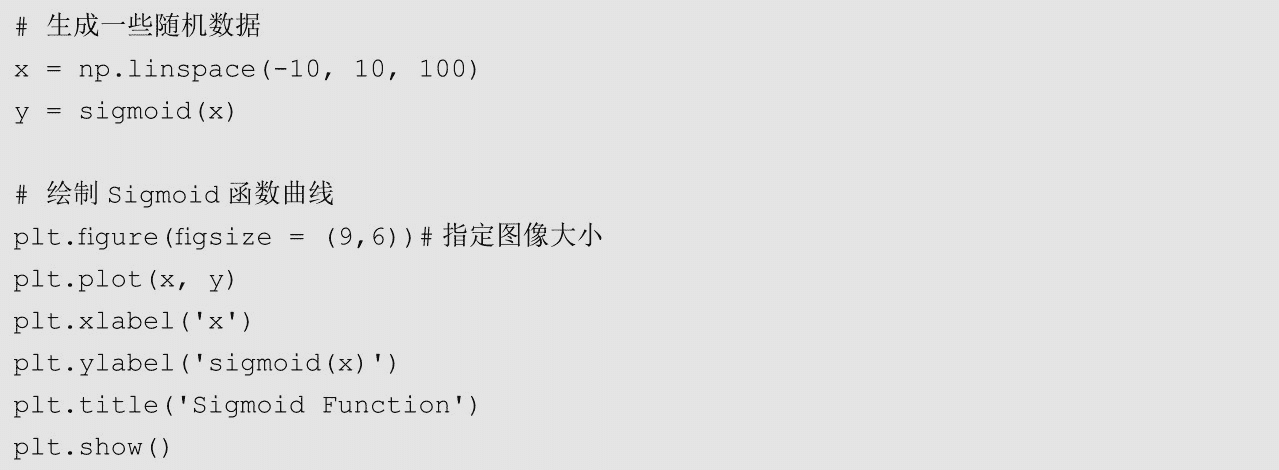 # 生成一些随机数据
x = np.linspace(-10, 10, 100)
y = sigmoid(x)
# 绘制 Sigmoid 函数曲线
plt.figure(figsize = (9,6))# 指定图像大小
plt.plot(x, y)
plt.xlabel('x')
plt.ylabel('sigmoid(x)')
plt.title('Sigmoid Function')
plt.show()